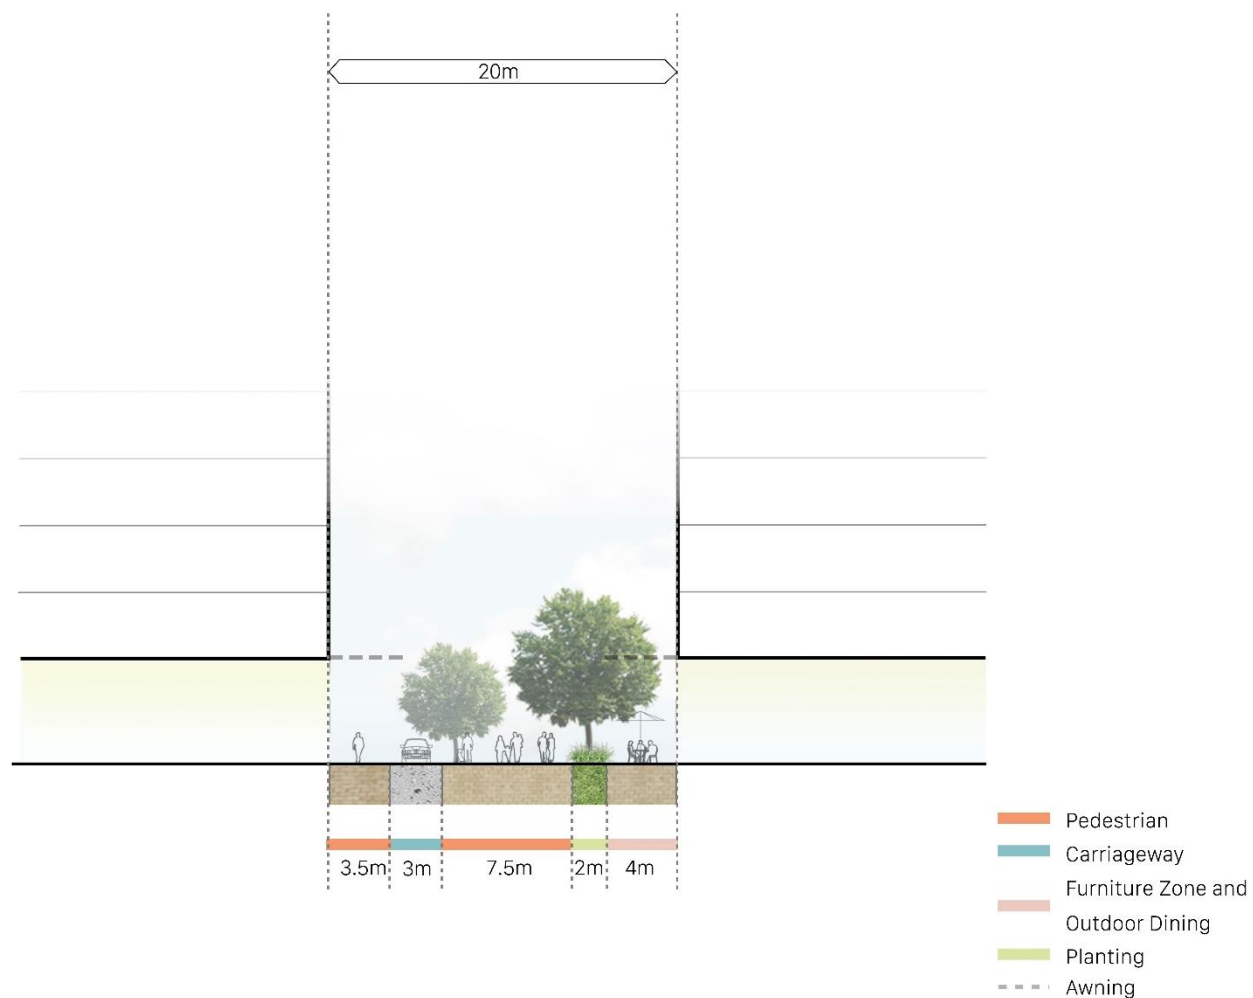 20m
3.5m 3m 7.5m 2m 4m
Pedestrian
Carriageway
Furniture Zone and
Outdoor Dining
Planting
Awning